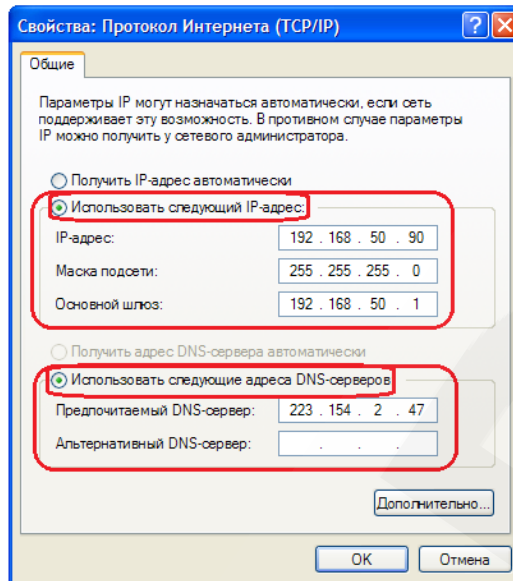 Свойства: Протокол Интернета (TCP/IP)
Общие
Параметры IP могут назначаться автоматически, если сеть
поддерживает эту возможность. В противном случае параметры
IP можно получить у сетевого администратора.
Получить IP-адрес автоматически
Использовать следующий IP-адрес:
IP-адрес: 192 . 168 . 50 . 90
Маска подсети: 255 . 255 . 255 . 0
Основной шлюз: 192 . 168 . 50 . 1
Получить адрес DNS-сервера автоматически
Использовать следующие адреса DNS-серверов
Предпочитаемый DNS-сервер: 223 . 154 . 2 . 47
Альтернативный DNS-сервер: . . .
Дополнительно...
OK Отмена